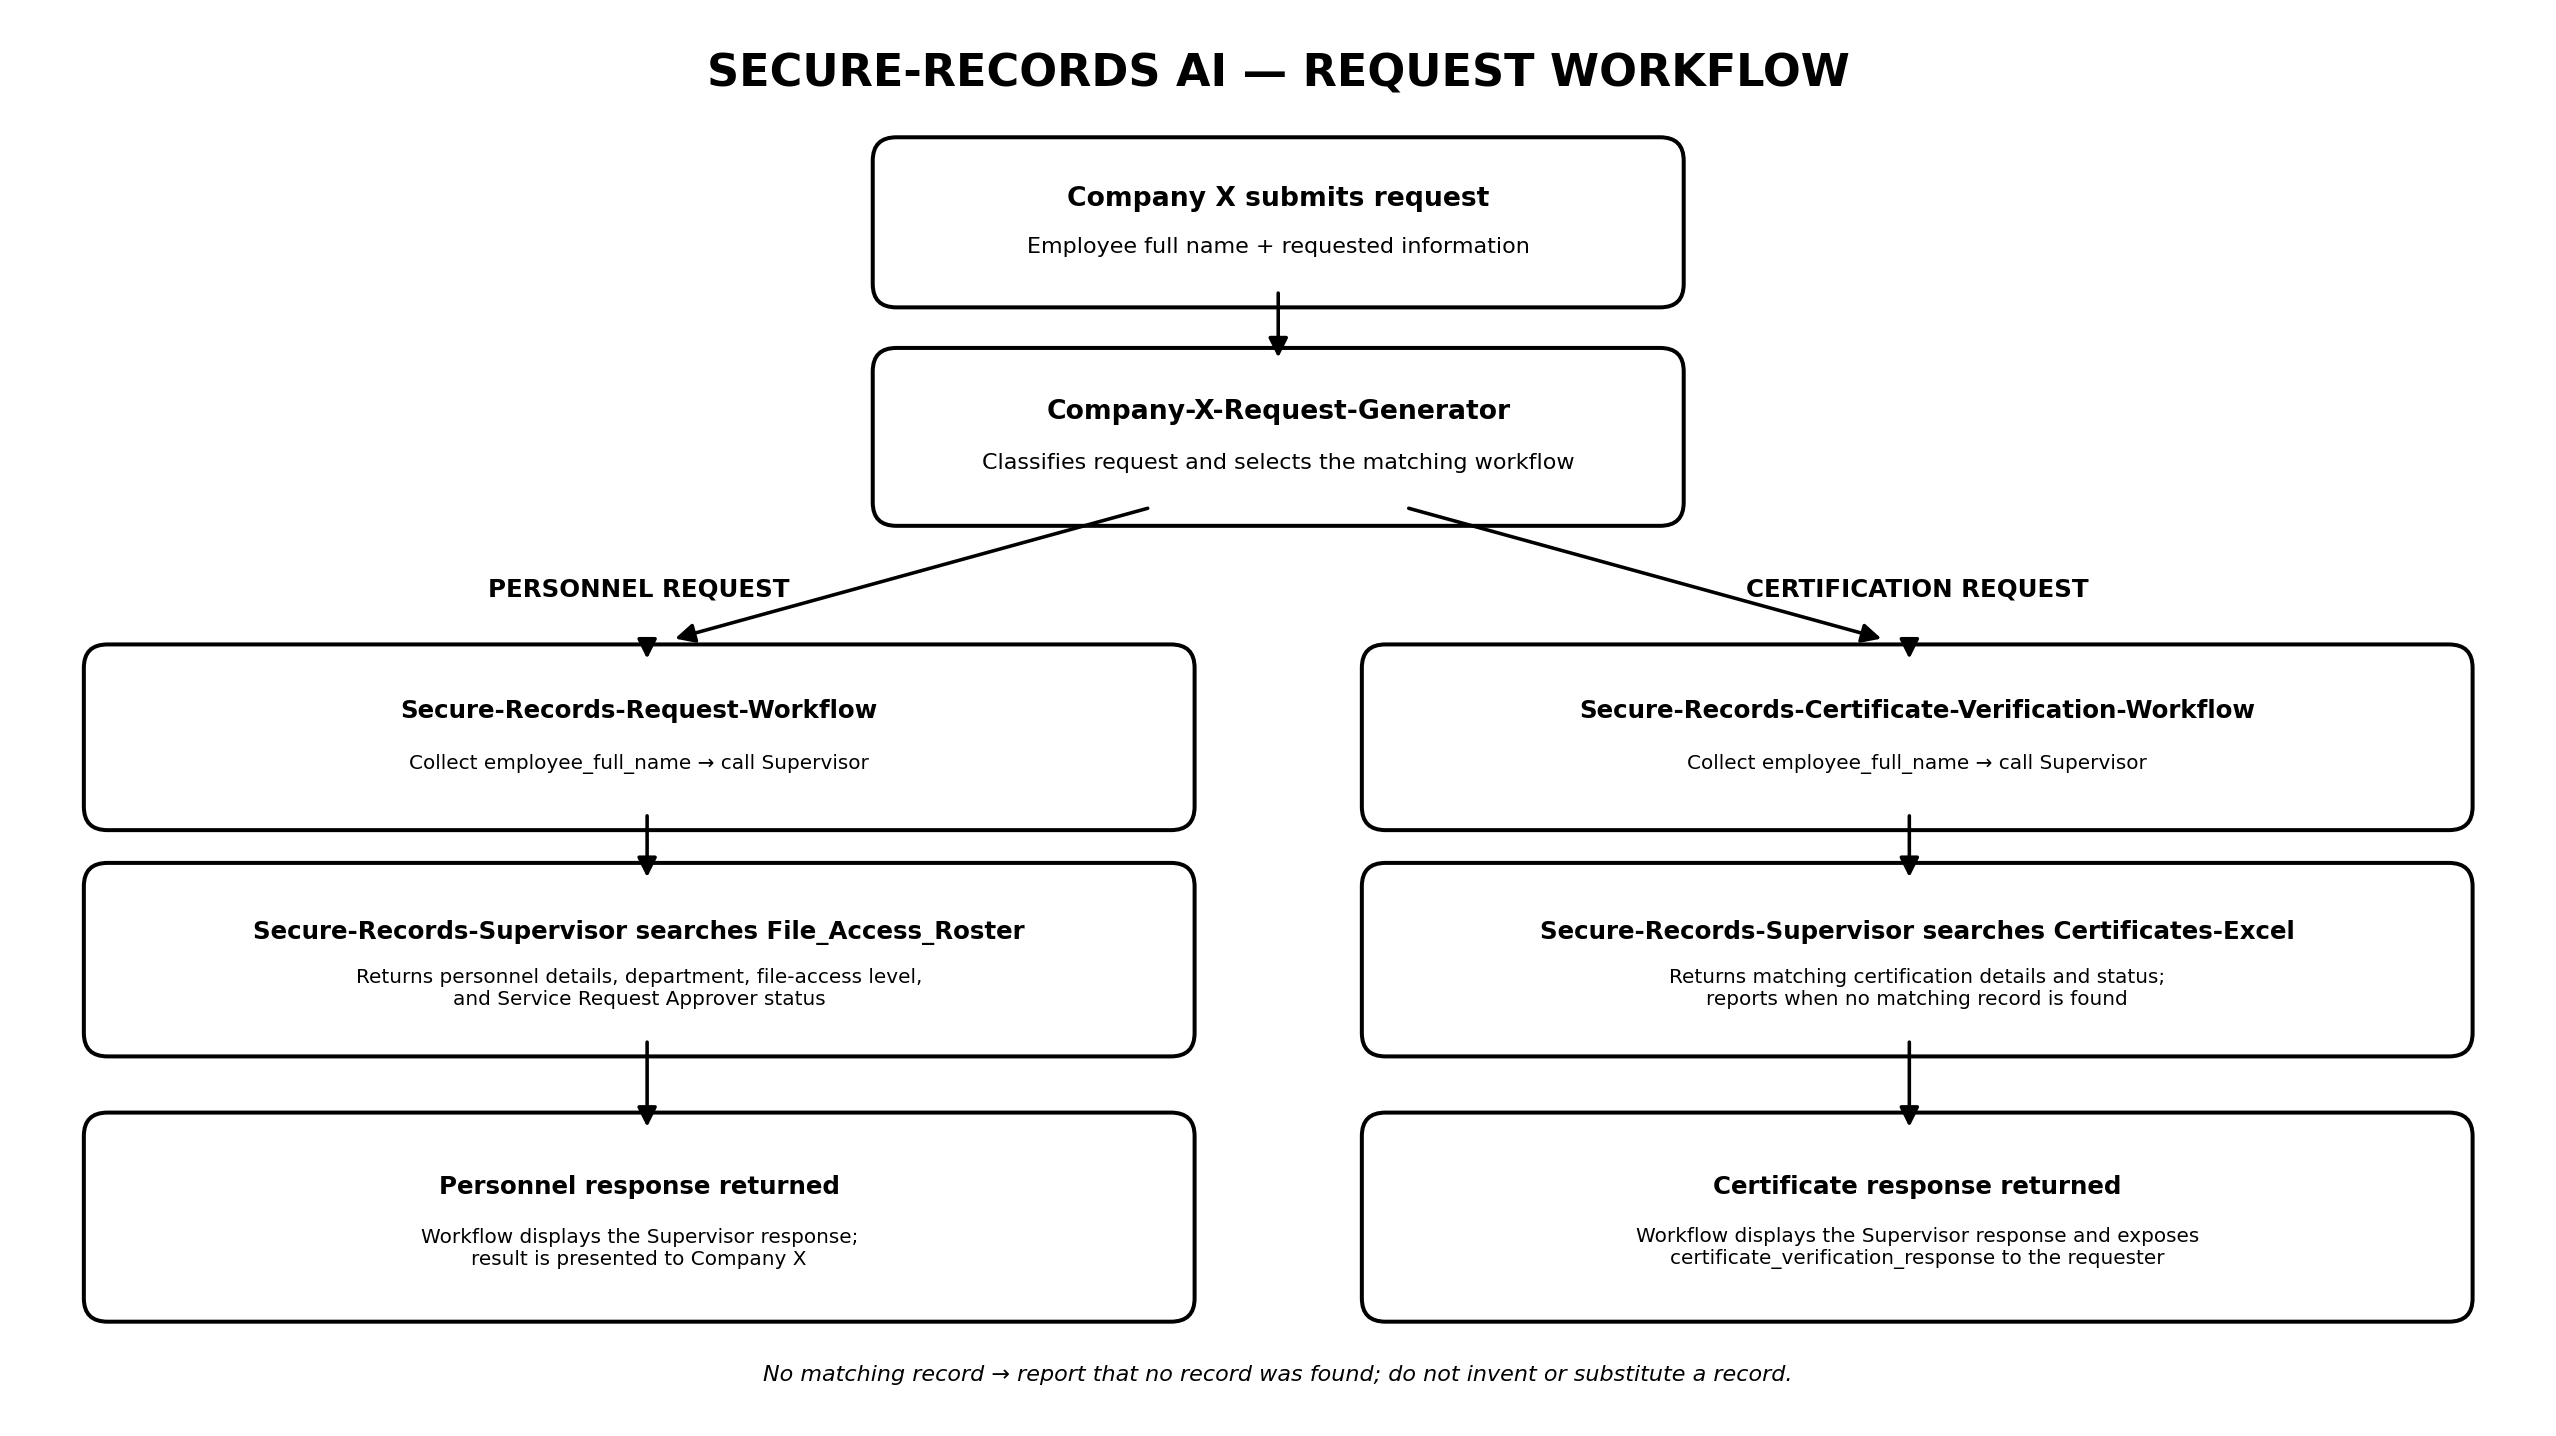 SECURE-RECORDS AI — REQUEST WORKFLOW
Company X submits request
Employee full name + requested information
Company-X-Request-Generator
Classifies request and selects the matching workflow
PERSONNEL REQUEST
CERTIFICATION REQUEST
Secure-Records-Request-Workflow
Collect employee_full_name → call Supervisor
Secure-Records-Certificate-Verification-Workflow
Collect employee_full_name → call Supervisor
Secure-Records-Supervisor searches File_Access_Roster
Returns personnel details, department, file-access level,
and Service Request Approver status
Secure-Records-Supervisor searches Certificates-Excel
Returns matching certification details and status;
reports when no matching record is found
Personnel response returned
Workflow displays the Supervisor response;
result is presented to Company X
Certificate response returned
Workflow displays the Supervisor response and exposes
certificate_verification_response to the requester
No matching record → report that no record was found; do not invent or substitute a record.